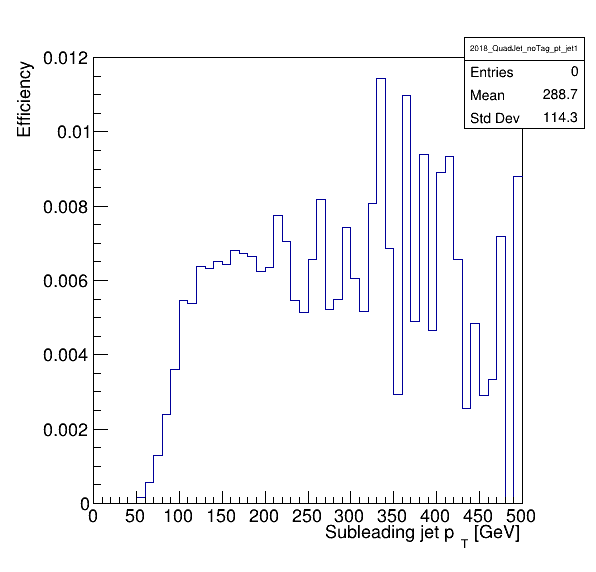 2018_QuadJet_noTag_pt_jet1
Entries 0
Mean 288.7
Std Dev 114.3
Efficiency
0.012
0.01
0.008
0.006
0.004
0.002
0
0 50 100 150 200 250 300 350 400 450 500
Subleading jet p T [GeV]